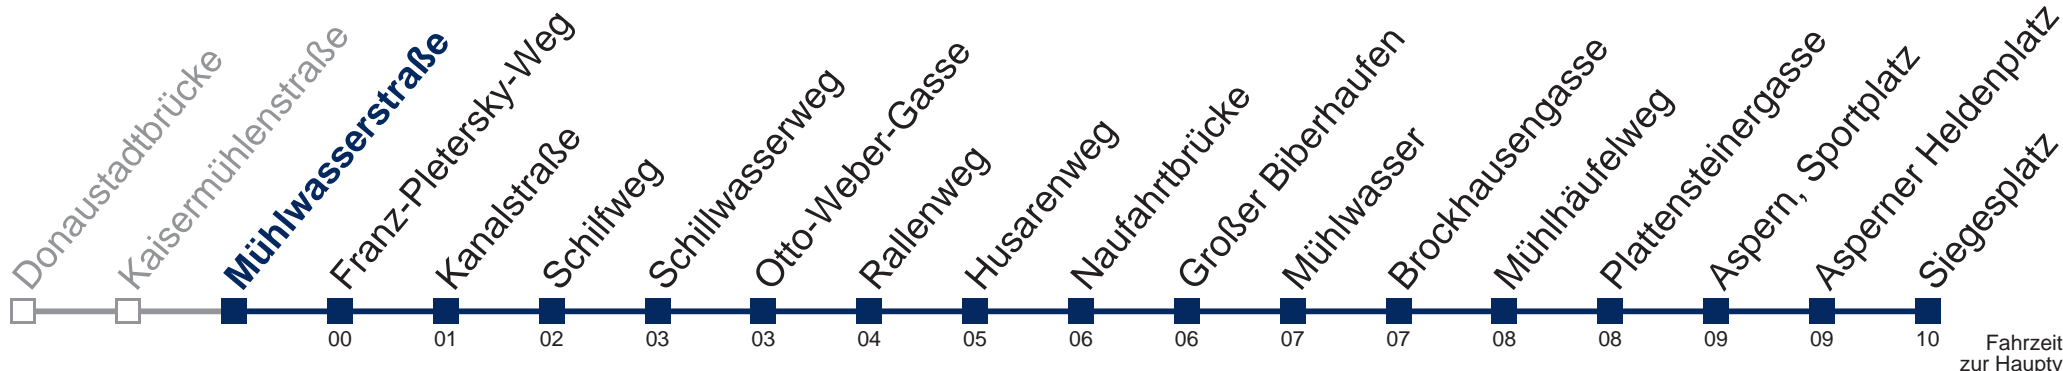 Donaustadtbrücke
Kaisermühlenstraße
Mühlwasserstraße
Franz-Pletersky-Weg
Kanalstraße
Schilfweg
Schillwasserweg
Otto-Weber-Gasse
Rallenweg
Husarenweg
Naufahrtbrücke
Großer Biberhaufen
Mühlwasser
Brockhausengasse
Mühlhäufelweg
Plattensteinergasse
Aspern, Sportplatz
Asperner Heldenplatz
Siegesplatz
00 01 02 03 03 04 05 06 06 07 07 08 08 09 09 10
Fahrzeit
zur Hauptv